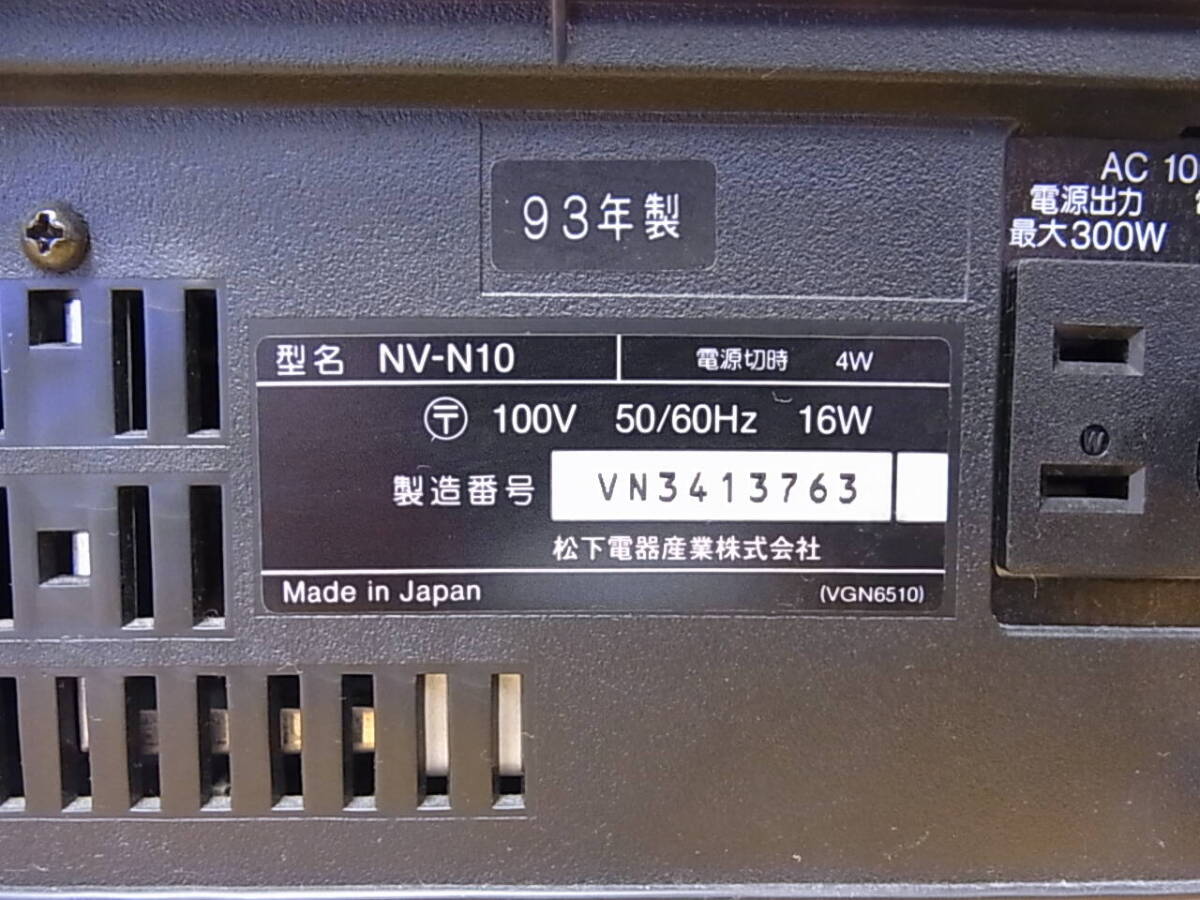 93年製
AC 10
電源出力
最大300W
型名 NV-N10 電源切時 4W
〒 100V 50/60Hz 16W
製造番号 VN3413763
松下電器産業株式会社
Made in Japan (VGN6510)
W